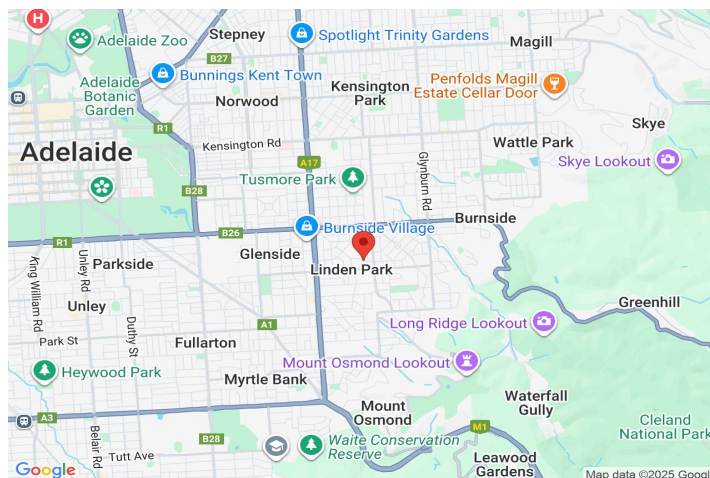 H
Stepney
Spotlight Trinity Gardens
Magill
Adelaide Zoo
B27
Bunnings Kent Town
Penfolds Magill
Estate Cellar Door
Adelaide
Botanic
Garden
Kensington
Park
Norwood
R1
Skye
Wattle Park
Kensington Rd
Adelaide
A17
Glynburn Rd
Skye Lookout
Tusmore Park
B28
Burnside
Burnside Village
R1
B26
Glenside
Linden Park
King William Rd
Unley Rd
Parkside
Unley
Greenhill
Duthy St
A1
Long Ridge Lookout
Park St
Fullarton
Mount Osmond Lookout
Heywood Park
Myrtle Bank
Waterfall
Gully
Mount
Osmond
A3
Cleland
National Park
M1
Belair Rd
B28
Waite Conservation
Reserve
Tutt Ave
Leawood
Gardens
Google
Map data ©2025 Googl